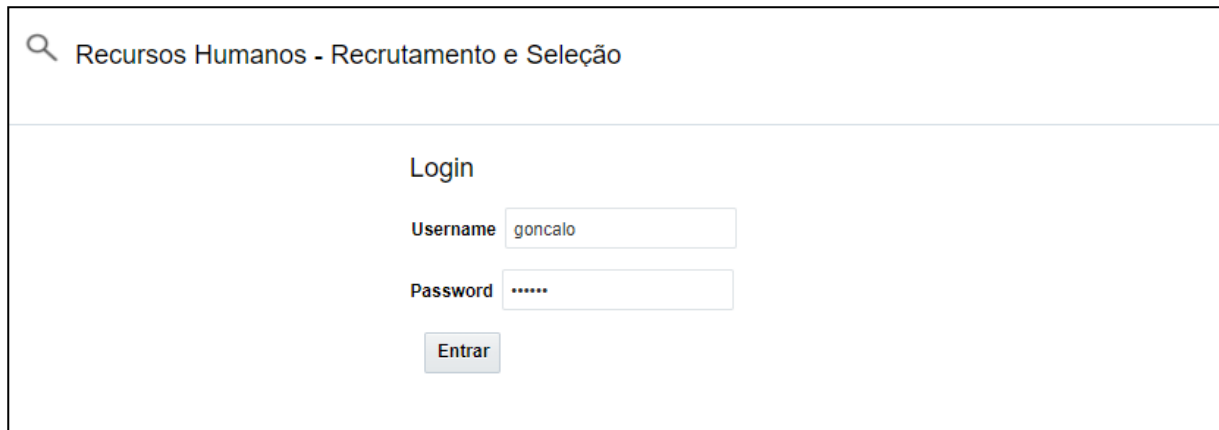 Recursos Humanos - Recrutamento e Seleção
Login
Username goncalo
Password ••••••
Entrar